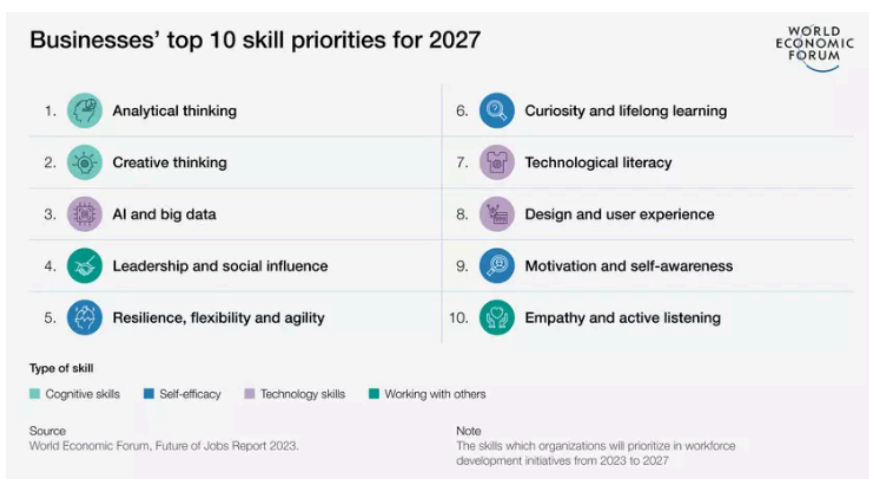 Businesses' top 10 skill priorities for 2027
WORLD
ECONOMIC
FORUM
1. Analytical thinking
2. Creative thinking
3. AI and big data
4. Leadership and social influence
5. Resilience, flexibility and agility
6. Curiosity and lifelong learning
7. Technological literacy
8. Design and user experience
9. Motivation and self-awareness
10. Empathy and active listening
Type of skill
Cognitive skills
Self-efficacy
Technology skills
Working with others
Source
World Economic Forum, Future of Jobs Report 2023.
Note
The skills which organizations will prioritize in workforce
development initiatives from 2023 to 2027